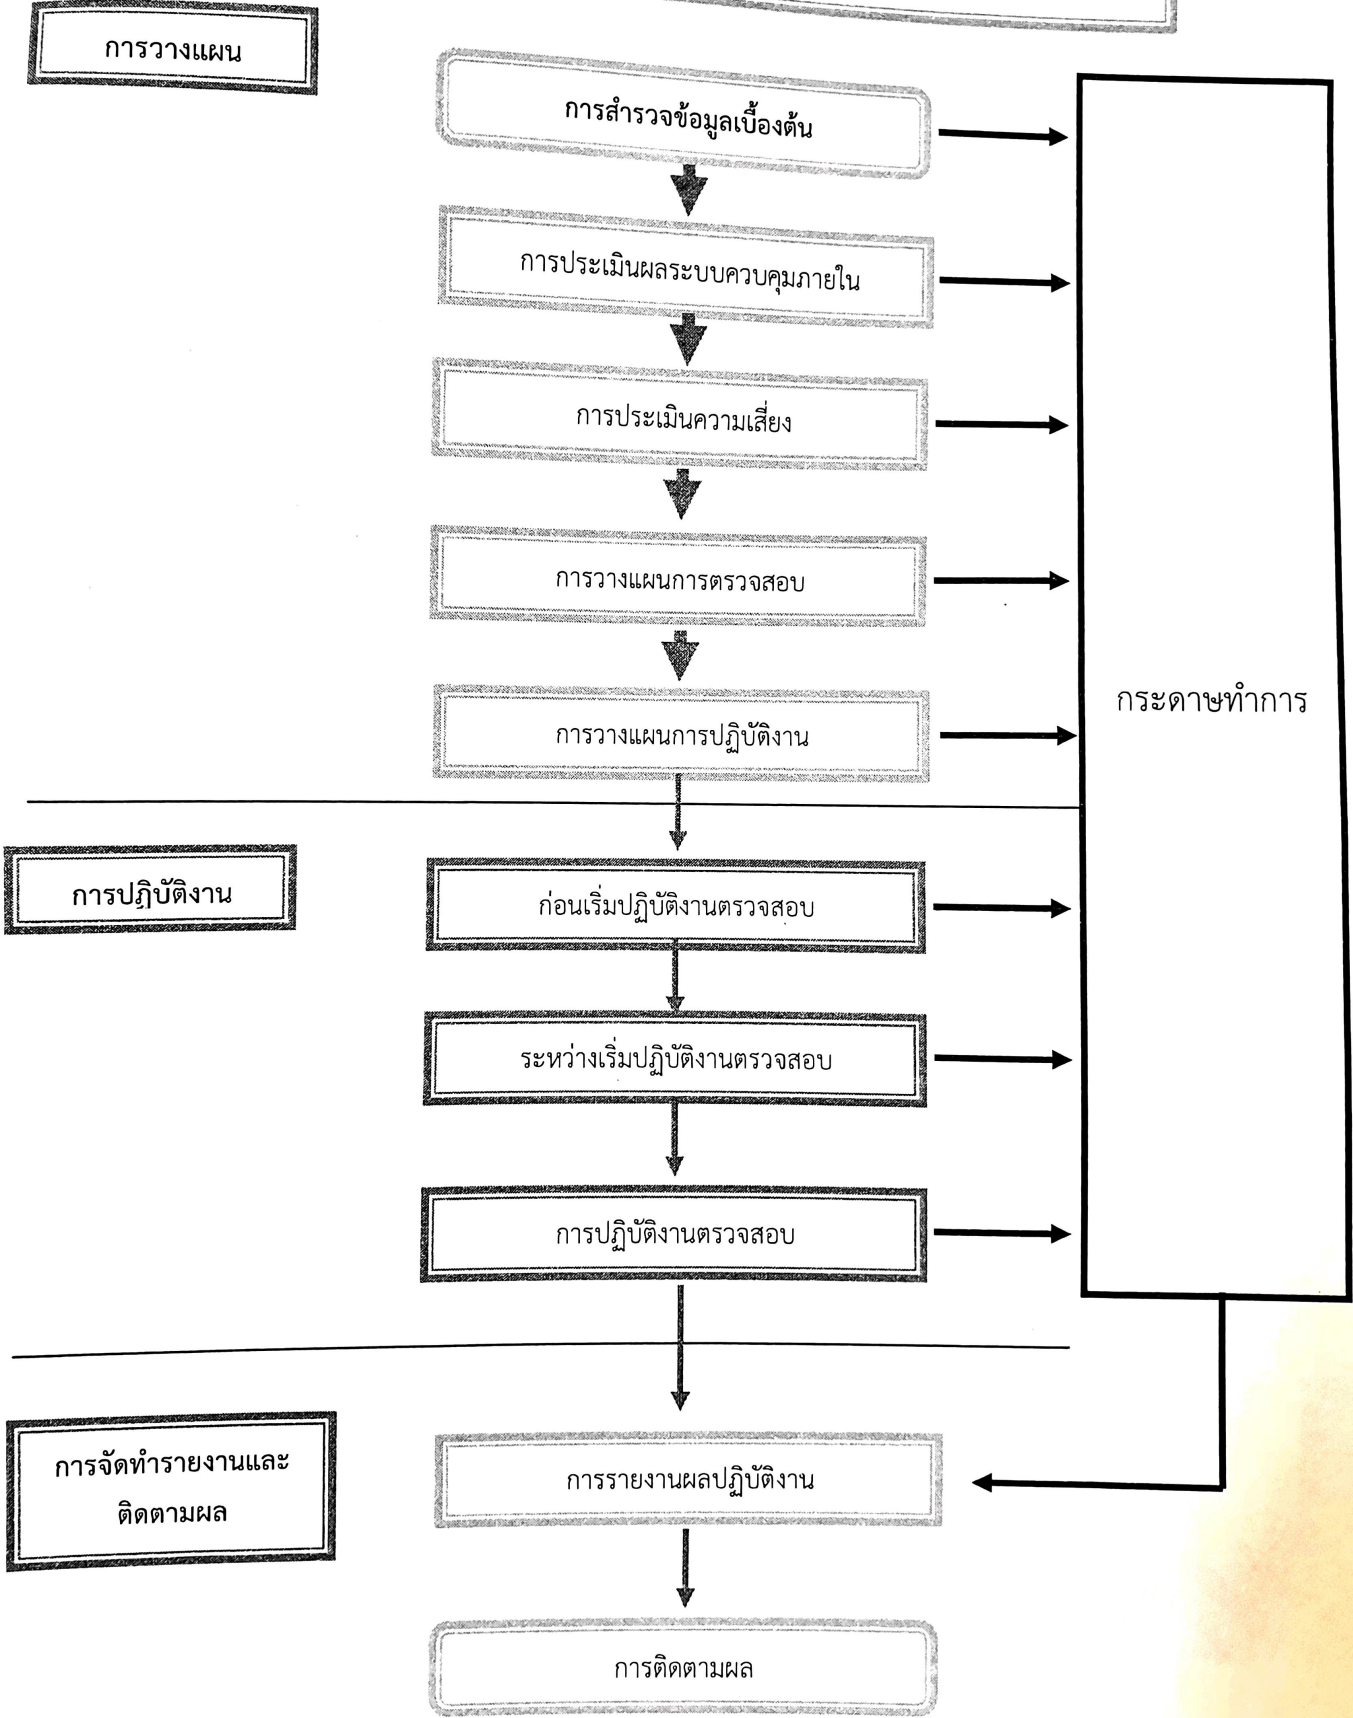 การวางแผน
การสำรวจข้อมูลเบื้องต้น
การประเมินผลระบบควบคุมภายใน
การประเมินความเสี่ยง
การวางแผนการตรวจสอบ
การวางแผนการปฏิบัติงาน
กระดาษทำการ
การปฏิบัติงาน
ก่อนเริ่มปฏิบัติงานตรวจสอบ
ระหว่างเริ่มปฏิบัติงานตรวจสอบ
การปฏิบัติงานตรวจสอบ
การจัดทำรายงานและ
ติดตามผล
การรายงานผลปฏิบัติงาน
การติดตามผล